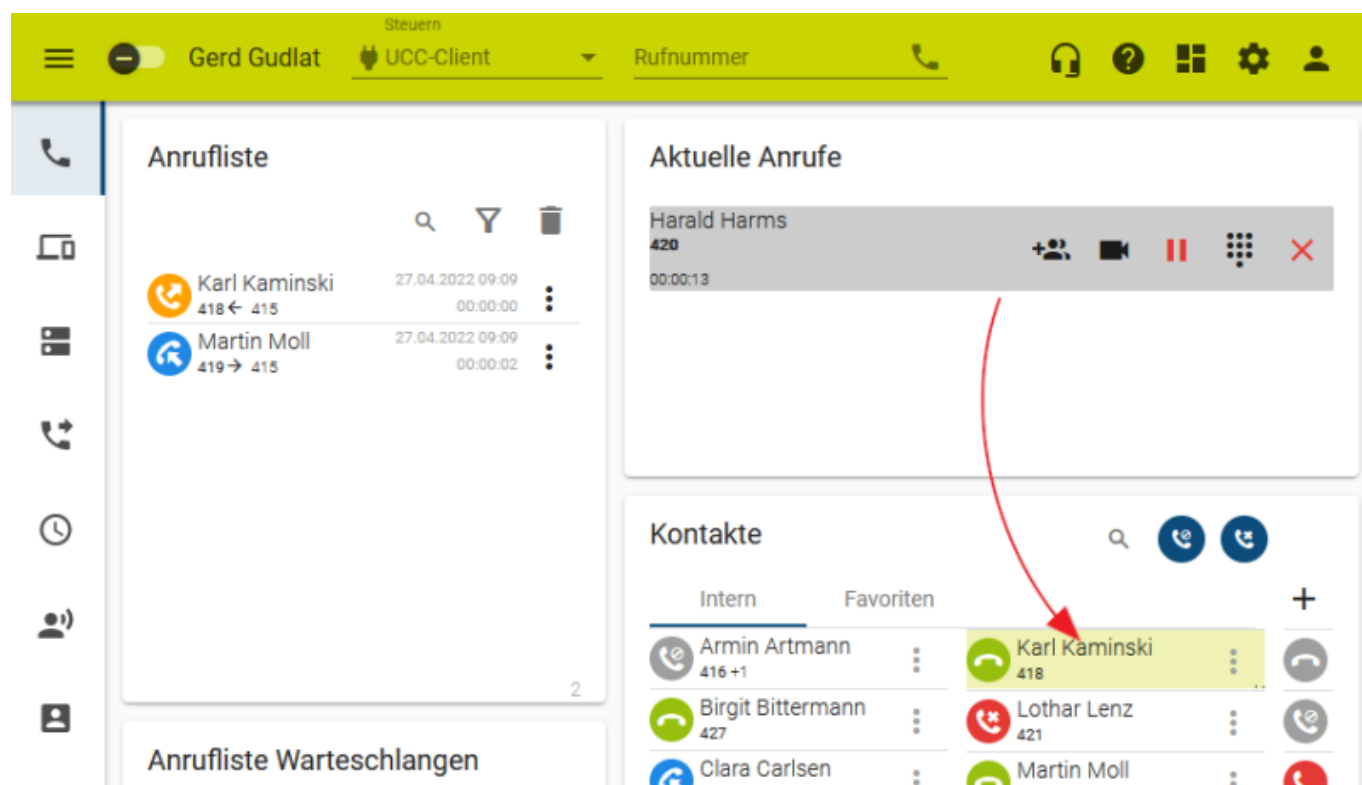 Steuern
Gerd Gudlat
UCC-Client
Rufnummer
Anrufliste
Karl Kaminski 27.04.2022 09:09
418 ← 415 00:00:00
Martin Moll 27.04.2022 09:09
419 → 415 00:00:02
2
Anrufliste Warteschlangen
Aktuelle Anrufe
Harald Harms
420
00:00:13
Kontakte
Intern Favoriten
Armin Artmann
416 +1
Karl Kaminski
418
Birgit Bittermann
427
Lothar Lenz
421
Clara Carlsen
Martin Moll